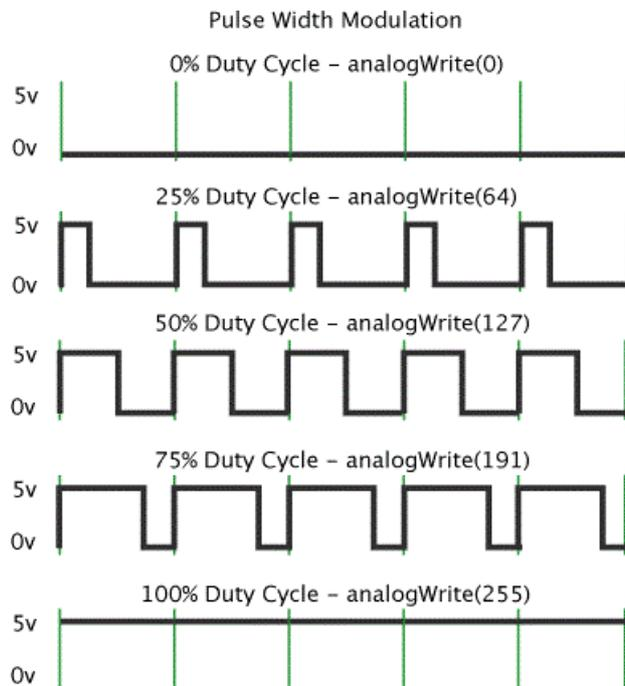 Pulse Width Modulation
0% Duty Cycle – analogWrite(0)
5v
0v
25% Duty Cycle – analogWrite(64)
5v
0v
50% Duty Cycle – analogWrite(127)
5v
0v
75% Duty Cycle – analogWrite(191)
5v
0v
100% Duty Cycle – analogWrite(255)
5v
0v